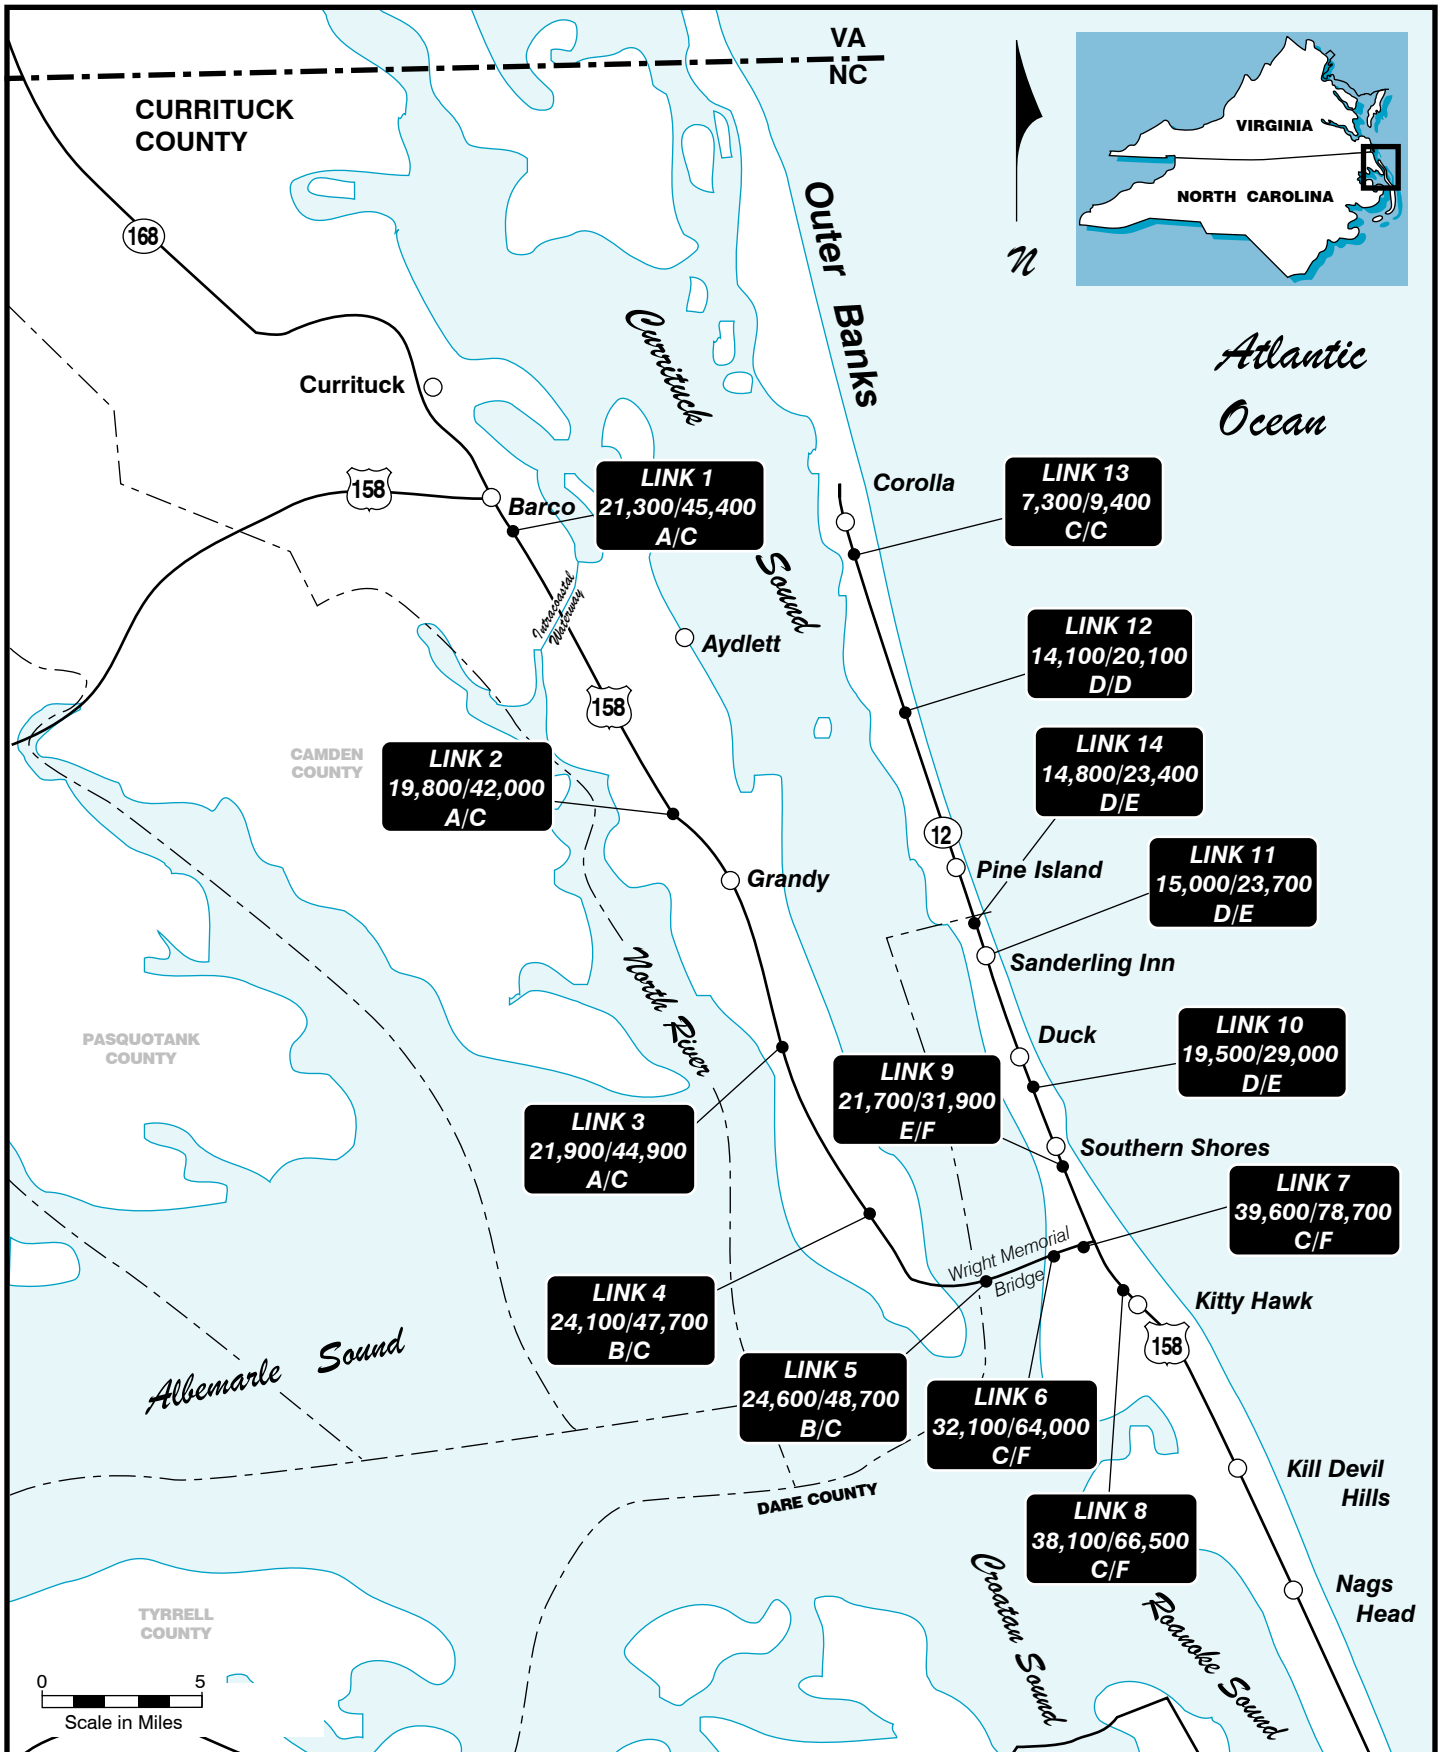 VA
NC
CURRITUCK
COUNTY
VIRGINIA
NORTH CAROLINA
168
Outer Banks
N
Currituck
Sound
Atlantic
Ocean
Currituck
158
Barco
LINK 1
21,300/45,400
A/C
Corolla
LINK 13
7,300/9,400
C/C
Intracoastal
Waterway
Aydlett
LINK 12
14,100/20,100
D/D
158
CAMDEN
COUNTY
LINK 2
19,800/42,000
A/C
LINK 14
14,800/23,400
D/E
12
Pine Island
Grandy
LINK 11
15,000/23,700
D/E
Sanderling Inn
North River
PASQUOTANK
COUNTY
Duck
LINK 10
19,500/29,000
D/E
LINK 9
21,700/31,900
E/F
LINK 3
21,900/44,900
A/C
Southern Shores
LINK 7
39,600/78,700
C/F
Wright Memorial
Bridge
LINK 4
24,100/47,700
B/C
Kitty Hawk
158
Albemarle Sound
LINK 5
24,600/48,700
B/C
LINK 6
32,100/64,000
C/F
Kill Devil
Hills
DARE COUNTY
LINK 8
38,100/66,500
C/F
Croatan Sound
Roanoke Sound
Nags
Head
TYRRELL
COUNTY
0 5
Scale in Miles